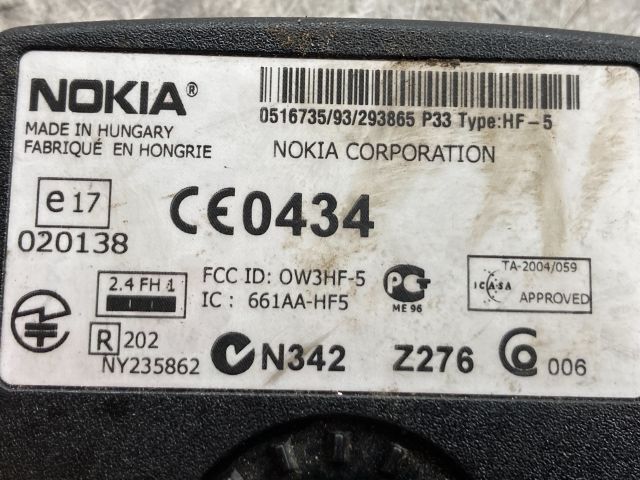 NOKIA®
MADE IN HUNGARY
FABRIQUÉ EN HONGRIE
0516735/93/293865 P33 Type:HF-5
NOKIA CORPORATION
e17
020138
CE0434
2.4 FH 1
FCC ID: OW3HF-5
IC : 661AA-HF5
PCT
ME 96
TA-2004/059
ICASA
APPROVED
R 202
NY235862
N342
Z276
006